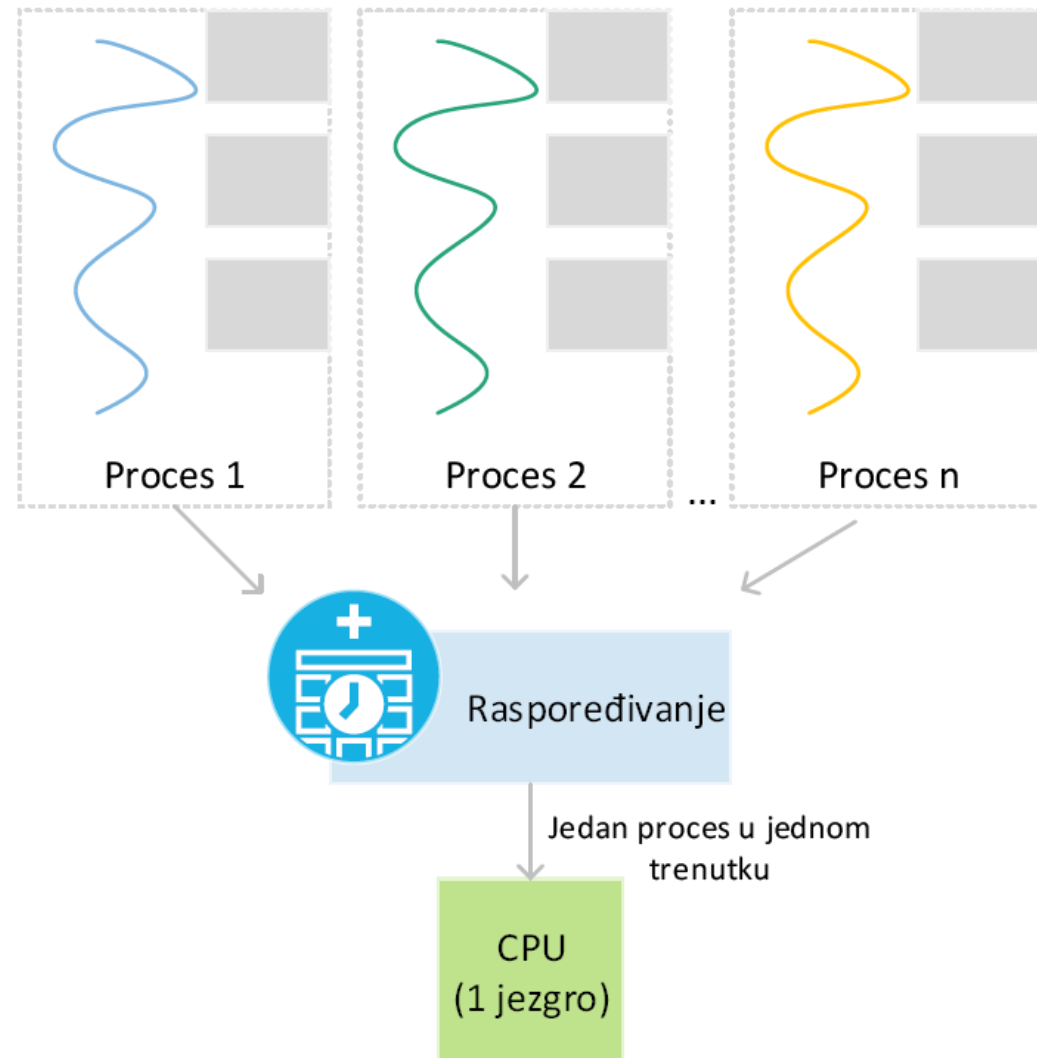 Proces 1
Proces 2
...
Proces n
Raspoređivanje
Jedan proces u jednom
trenutku
CPU
(1 jezgro)